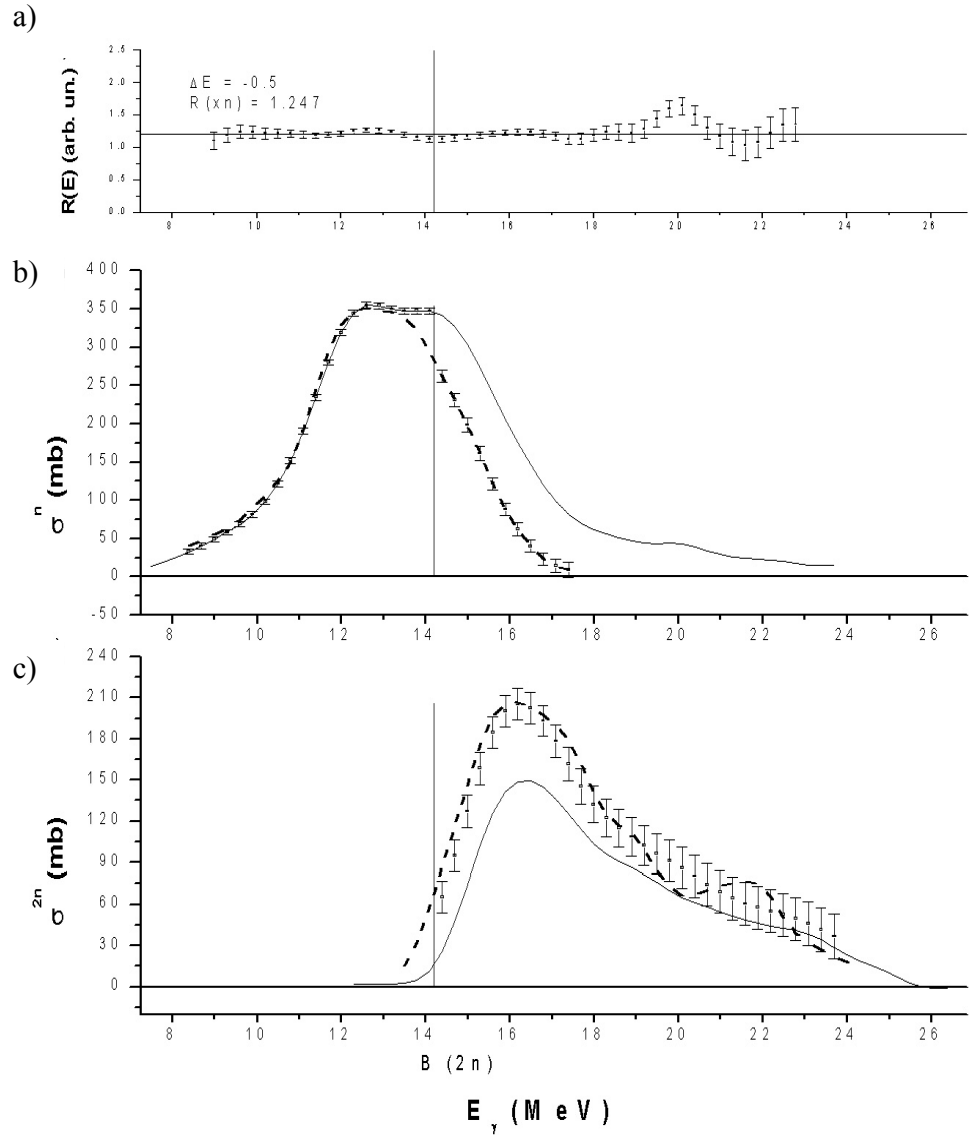 a)
R(E) (arb. un.)
2.5
2.0
1.5
1.0
0.5
0.0
ΔE = -0.5
R(xn) = 1.247
8 10 12 14 16 18 20 22 24 26
b)
σⁿ (mb)
400
350
300
250
200
150
100
50
0
-50
8 10 12 14 16 18 20 22 24 26
c)
σ²ⁿ (mb)
240
210
180
150
120
90
60
30
0
8 10 12 14 16 18 20 22 24 26
B (2n)
Eᵧ (MeV)